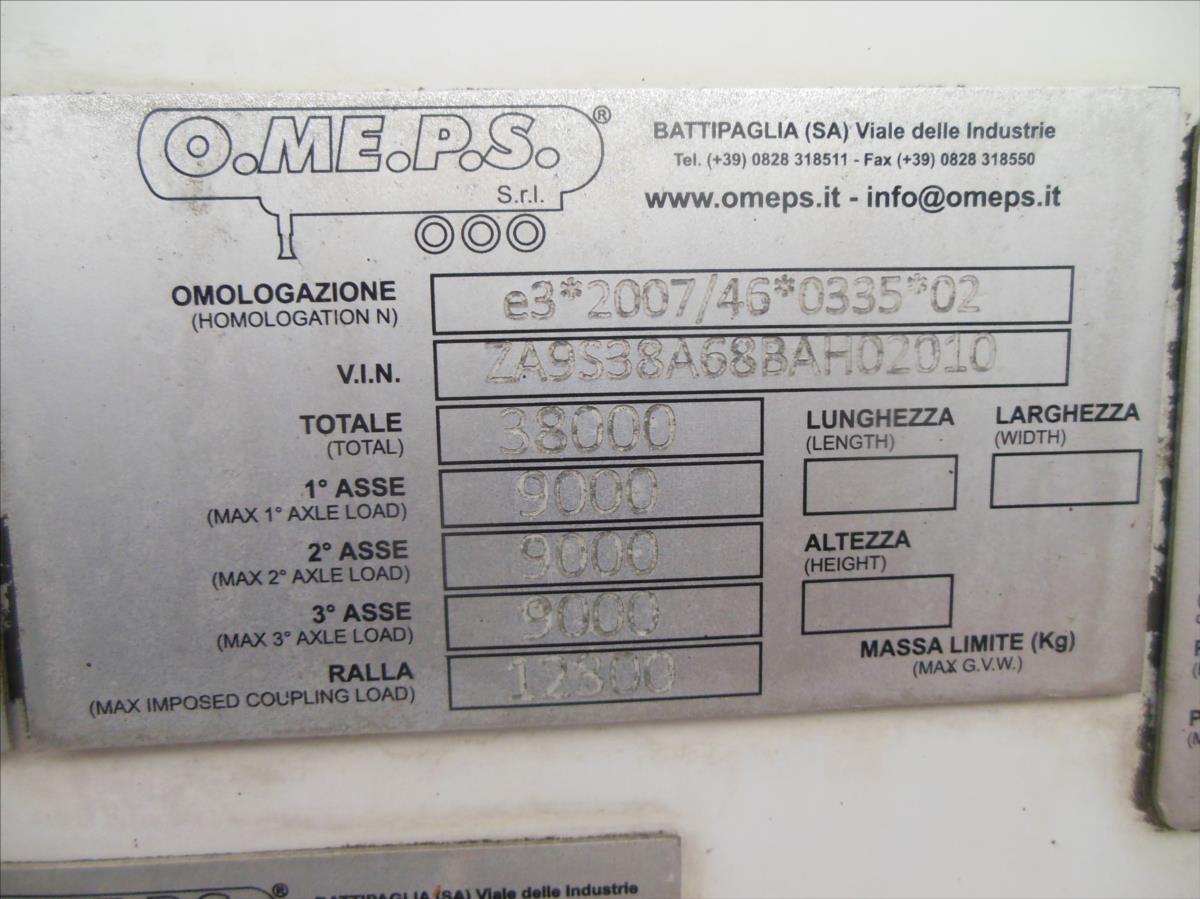 O.ME.P.S.®
S.r.l.
BATTIPAGLIA (SA) Viale delle Industrie
Tel. (+39) 0828 318511 - Fax (+39) 0828 318550
www.omeps.it - info@omeps.it
OMOLOGAZIONE
(HOMOLOGATION N)
e3*2007/46*0335*02
V.I.N.
ZA9S38A68BAH02010
TOTALE
(TOTAL)
38000
LUNGHEZZA
(LENGTH)
LARGHEZZA
(WIDTH)
1° ASSE
(MAX 1° AXLE LOAD)
9000
2° ASSE
(MAX 2° AXLE LOAD)
9000
ALTEZZA
(HEIGHT)
3° ASSE
(MAX 3° AXLE LOAD)
9000
RALLA
(MAX IMPOSED COUPLING LOAD)
12300
MASSA LIMITE (Kg)
(MAX G.V.W.)
®
BATTIPAGLIA (SA) Viale delle Industrie